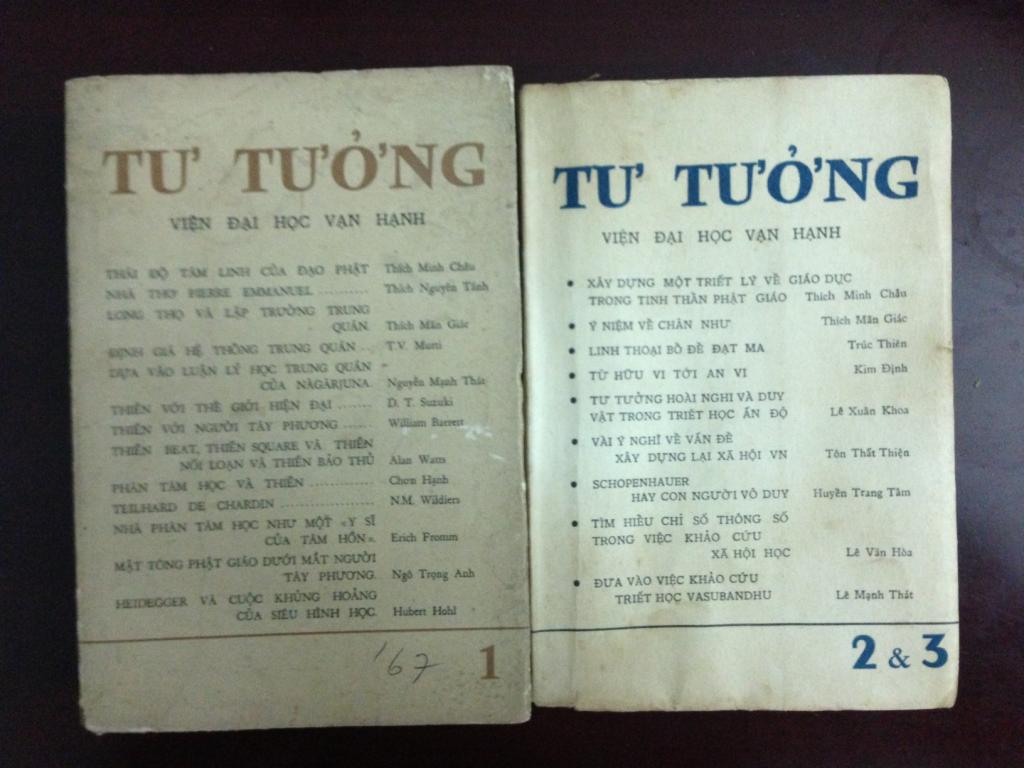 TƯ TƯỞNG
VIỆN ĐẠI HỌC VẠN HẠNH
THÁI ĐỘ TÂM LINH CỦA ĐẠO PHẬT Thích Minh Châu
NHÀ THƠ PIERRE EMMANUEL .......... Thích Nguyên Tánh
LONG THỌ VÀ LẬP TRƯỜNG TRUNG
QUÁN. Thích Mãn Giác
ĐỊNH GIÁ HỆ THỐNG TRUNG QUÁN .. T.V. Murti
DỰA VÀO LUẬN LÝ HỌC TRUNG QUÁN
CỦA NĀGĀRJUNA. Nguyễn Mạnh Thát
THIỀN VỚI THẾ GIỚI HIỆN ĐẠI ........ D. T. Suzuki
THIỀN VỚI NGƯỜI TÂY PHƯƠNG ...... William Barrett
THIỀN BEAT, THIỀN SQUARE VÀ THIỀN
NỔI LOẠN VÀ THIỀN BẢO THỦ Alan Watts
PHÂN TÂM HỌC VÀ THIỀN .............. Chơn Hạnh
TEILHARD DE CHARDIN .................... N.M. Wildiers
NHÀ PHÂN TÂM HỌC NHƯ MỘT «Y SĨ
CỦA TÂM HỒN». Erich Fromm
MẬT TÔNG PHẬT GIÁO DƯỚI MẮT NGƯỜI
TÂY PHƯƠNG. Ngô Trọng Anh
HEIDEGGER VÀ CUỘC KHỦNG HOẢNG
CỦA SIÊU HÌNH HỌC. Hubert Hohl
'67 1
TƯ TƯỞNG
VIỆN ĐẠI HỌC VẠN HẠNH
• XÂY DỰNG MỘT TRIẾT LÝ VỀ GIÁO DỤC
TRONG TINH THẦN PHẬT GIÁO Thích Minh Châu
• Ý NIỆM VỀ CHÂN NHƯ Thích Mãn Giác
• LINH THOẠI BỒ ĐỀ ĐẠT MA Trúc Thiên
• TỪ HỮU VI TỚI AN VI Kim Định
• TƯ TƯỞNG HOÀI NGHI VÀ DUY
VẬT TRONG TRIẾT HỌC ẤN ĐỘ Lê Xuân Khoa
• VÀI Ý NGHĨ VỀ VẤN ĐỀ
XÂY DỰNG LẠI XÃ HỘI VN Tôn Thất Thiện
• SCHOPENHAUER
HAY CON NGƯỜI VÔ DUY Huyền Trang Tâm
• TÌM HIỂU CHỈ SỐ THÔNG SỐ
TRONG VIỆC KHẢO CỨU
XÃ HỘI HỌC Lê Văn Hòa
• ĐƯA VÀO VIỆC KHẢO CỨU
TRIẾT HỌC VASUBANDHU Lê Mạnh Thát
2 & 3